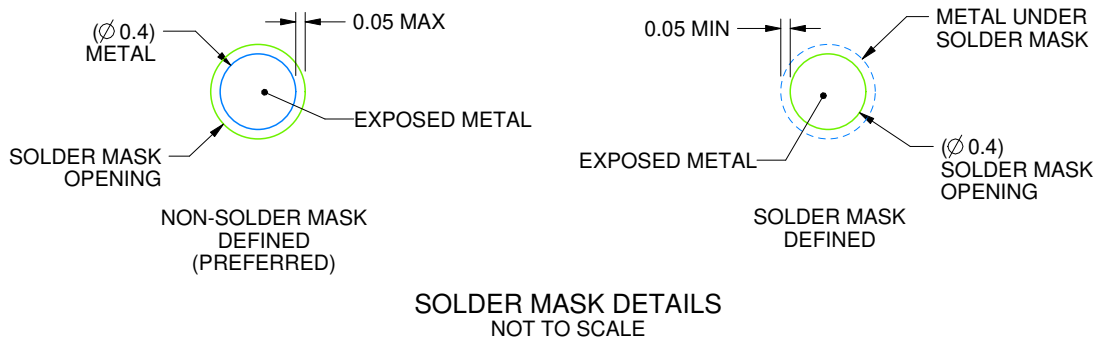 (Ø 0.4)
METAL
0.05 MAX
EXPOSED METAL
SOLDER MASK
OPENING
NON-SOLDER MASK
DEFINED
(PREFERRED)
0.05 MIN
METAL UNDER
SOLDER MASK
EXPOSED METAL
(Ø 0.4)
SOLDER MASK
OPENING
SOLDER MASK
DEFINED
SOLDER MASK DETAILS
NOT TO SCALE